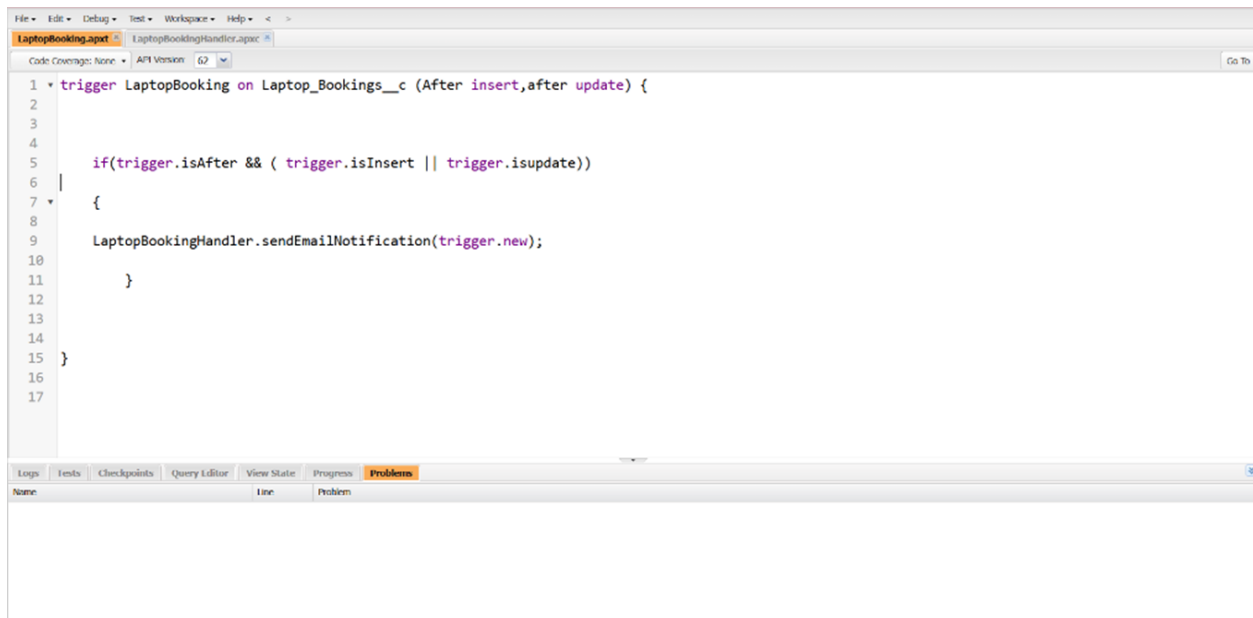 File Edit Debug Test Workspace Help < >
LaptopBooking.apxt LaptopBookingHandler.apxc
Code Coverage: None API Version: 62 Go To
1 trigger LaptopBooking on Laptop_Bookings__c (After insert,after update) {
2
3
4
5 if(trigger.isAfter && ( trigger.isInsert || trigger.isupdate))
6
7 {
8
9 LaptopBookingHandler.sendEmailNotification(trigger.new);
10
11 }
12
13
14
15 }
16
17
Logs Tests Checkpoints Query Editor View State Progress Problems
Name Line Problem